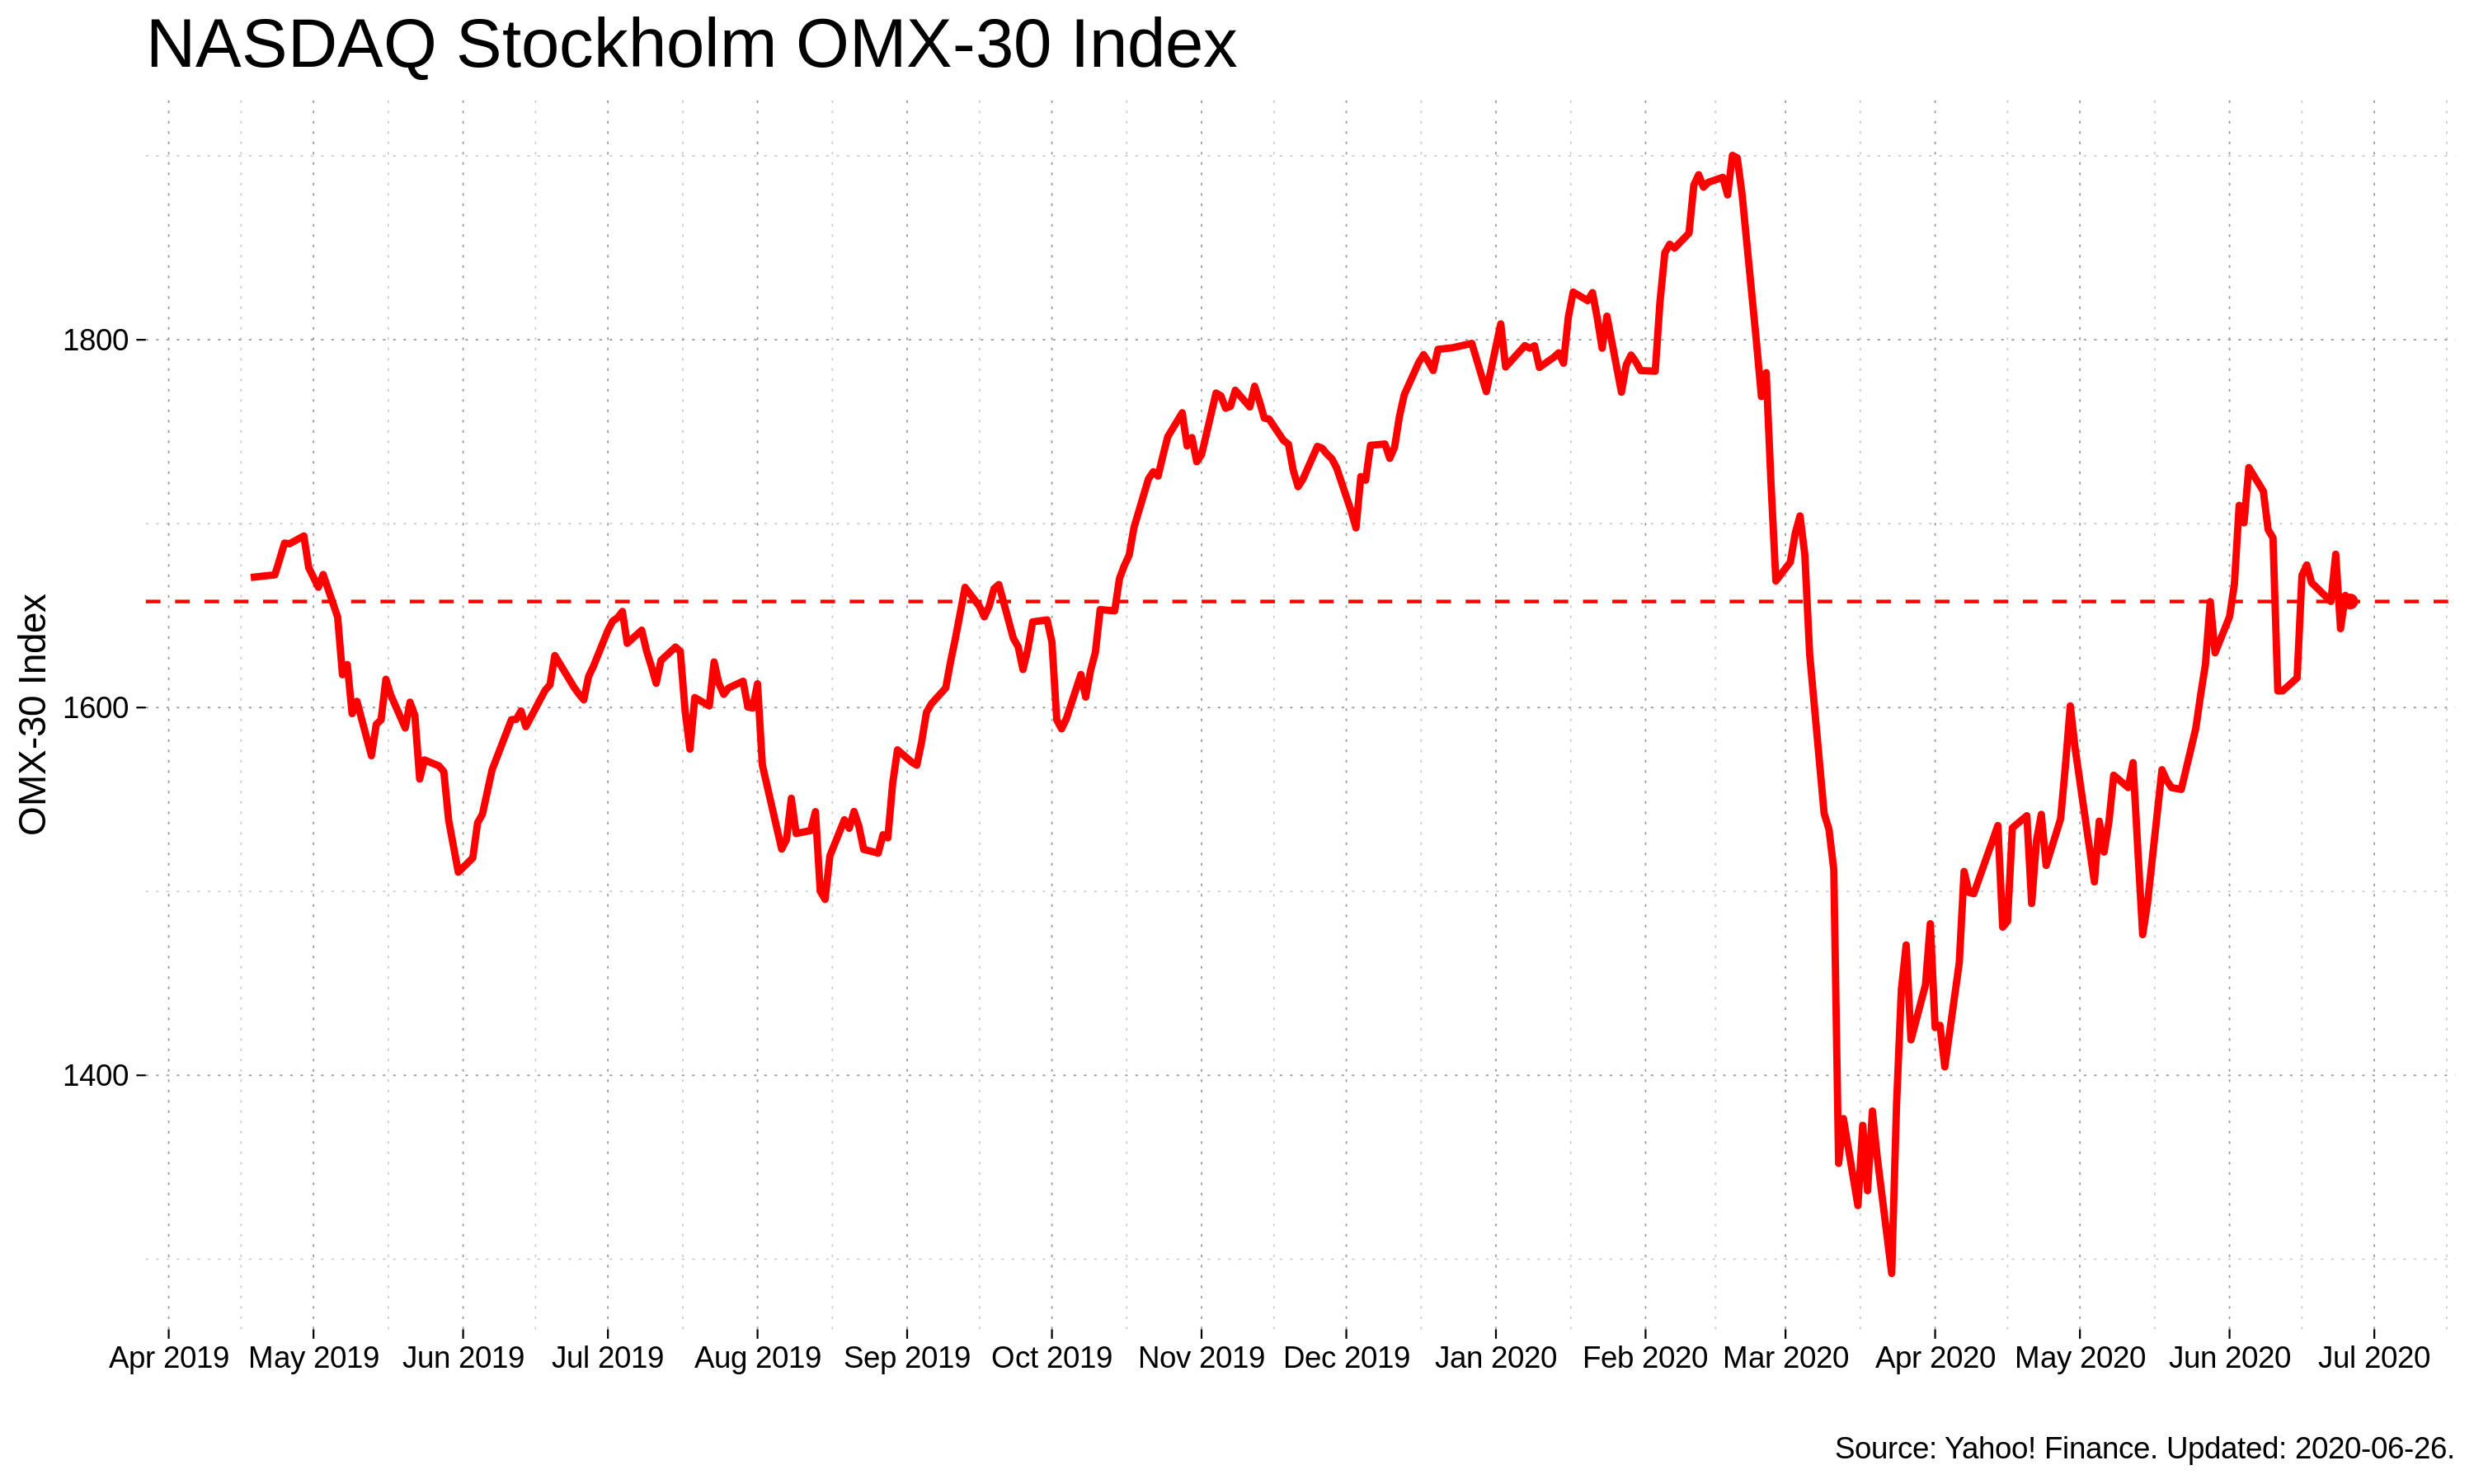 NASDAQ Stockholm OMX-30 Index
OMX-30 Index
1800
1600
1400
Apr 2019 May 2019 Jun 2019 Jul 2019 Aug 2019 Sep 2019 Oct 2019 Nov 2019 Dec 2019 Jan 2020 Feb 2020 Mar 2020 Apr 2020 May 2020 Jun 2020 Jul 2020
Source: Yahoo! Finance. Updated: 2020-06-26.